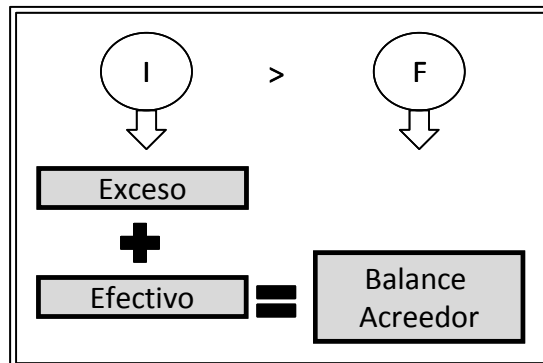 I > F
Exceso
+
Efectivo = Balance
Acreedor